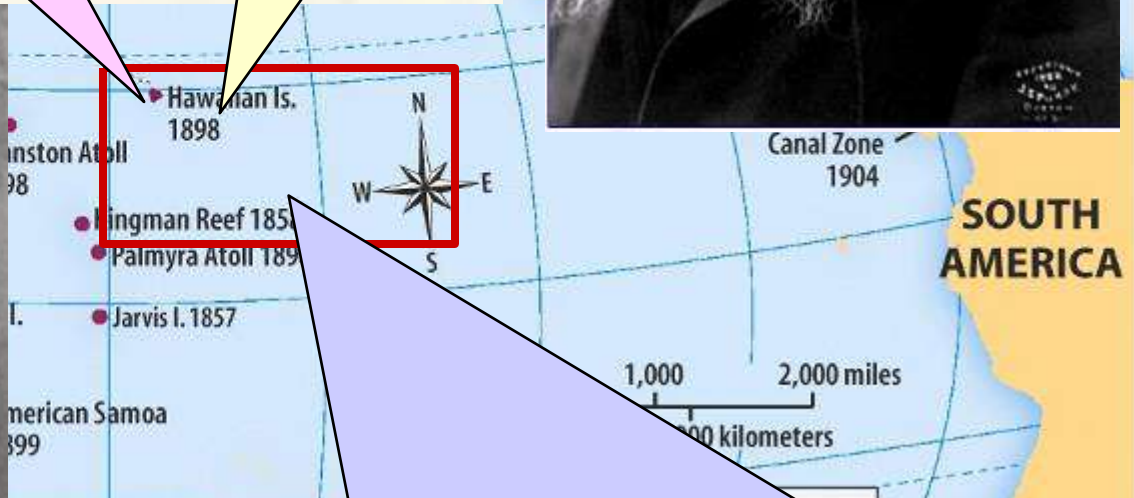 Hawaiian Is.
1898
N
W
E
S
Canal Zone
1904
98
Kingman Reef
Palmyra Atoll
Jarvis I. 1857
SOUTH
AMERICA
I.
1,000
2,000 miles
kilometers
Samoa